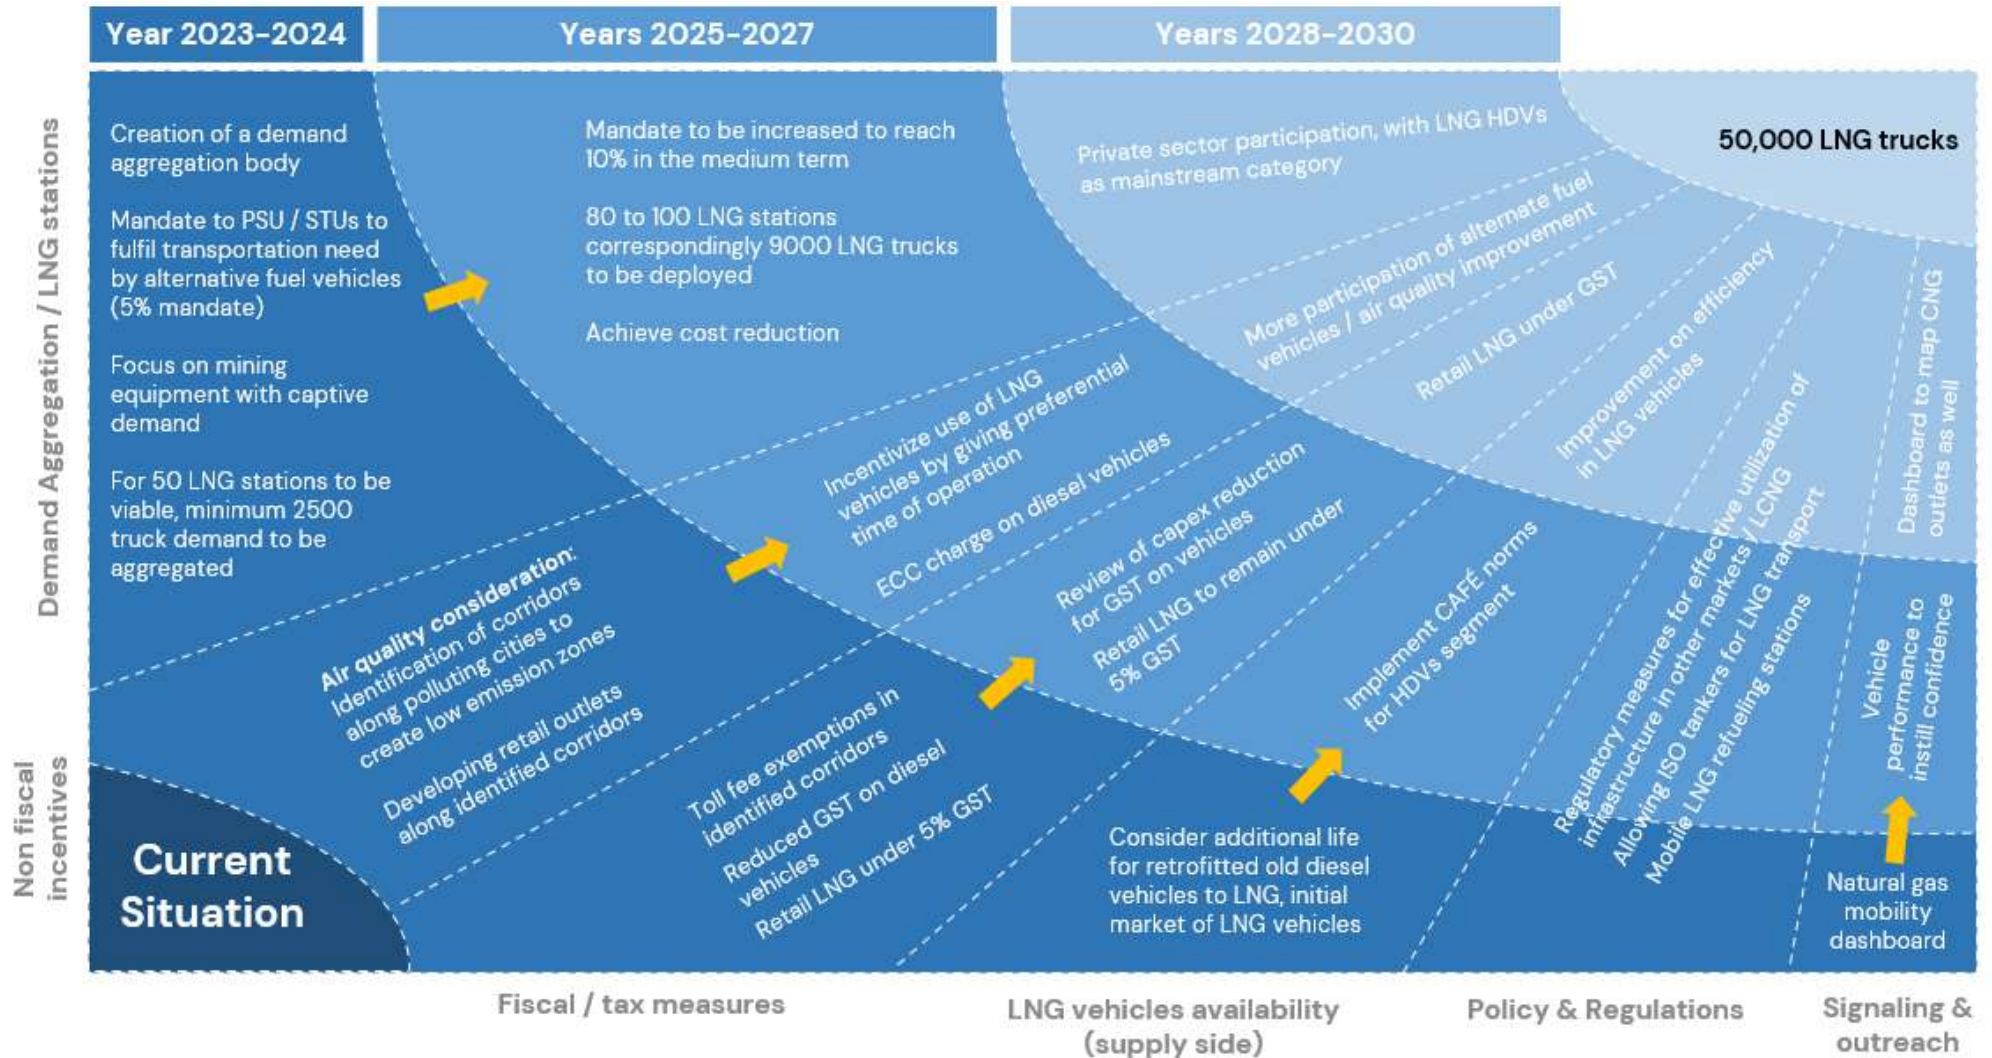 Year 2023-2024
Years 2025-2027
Years 2028-2030
Demand Aggregation / LNG stations
Creation of a demand
aggregation body
Mandate to PSU / STUs to
fulfil transportation need
by alternative fuel vehicles
(5% mandate)
Focus on mining
equipment with captive
demand
For 50 LNG stations to be
viable, minimum 2500
truck demand to be
aggregated
Mandate to be increased to reach
10% in the medium term
80 to 100 LNG stations
correspondingly 9000 LNG trucks
to be deployed
Achieve cost reduction
Private sector participation, with LNG HDVs
as mainstream category
50,000 LNG trucks
Non fiscal
incentives
Air quality consideration:
Identification of corridors
along polluting cities to
create low emission zones
Developing retail outlets
along identified corridors
Incentivize use of LNG
vehicles by giving preferential
time of operation
ECC charge on diesel vehicles
More participation of alternate fuel
vehicles / air quality improvement
Toll fee exemptions in
identified corridors
Reduced GST on diesel
vehicles
Retail LNG under 5% GST
Review of capex reduction
for GST on vehicles
Retail LNG to remain under
5% GST
Retail LNG under GST
Consider additional life
for retrofitted old diesel
vehicles to LNG, initial
market of LNG vehicles
Implement CAFÉ norms
for HDVs segment
Improvement on efficiency
in LNG vehicles
Regulatory measures for effective utilization of
infrastructure in other markets / LCNG
Allowing ISO tankers for LNG transport
Mobile LNG refueling stations
Natural gas
mobility
dashboard
Vehicle
performance to
instill confidence
Dashboard to map CNG
outlets as well
Current
Situation
Fiscal / tax measures
LNG vehicles availability
(supply side)
Policy & Regulations
Signaling &
outreach